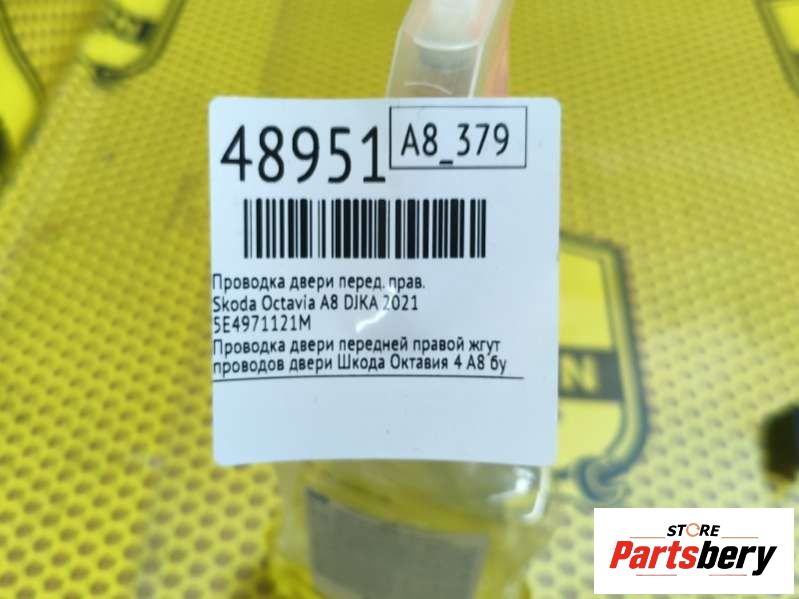 48951
A8_379
Проводка двери перед. прав.
Skoda Octavia A8 DJKA 2021
5E4971121M
Проводка двери передней правой жгут
проводов двери Шкода Октавия 4 А8 бу
STORE
Partsbery